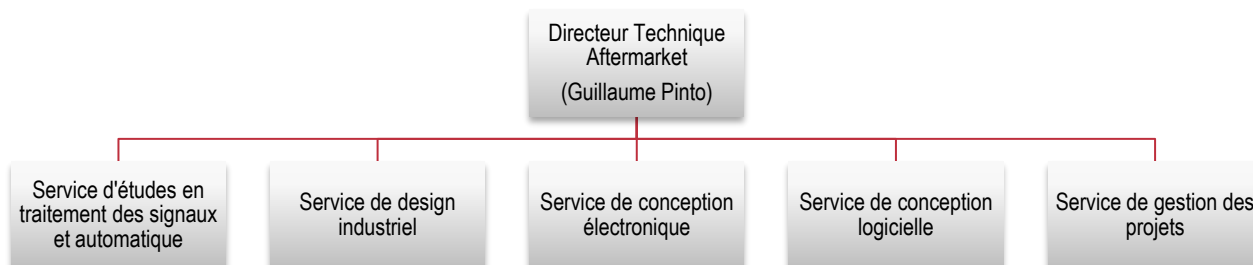 Directeur Technique
Aftermarket
(Guillaume Pinto)
Service d'études en
traitement des signaux
et automatique
Service de design
industriel
Service de conception
électronique
Service de conception
logicielle
Service de gestion des
projets